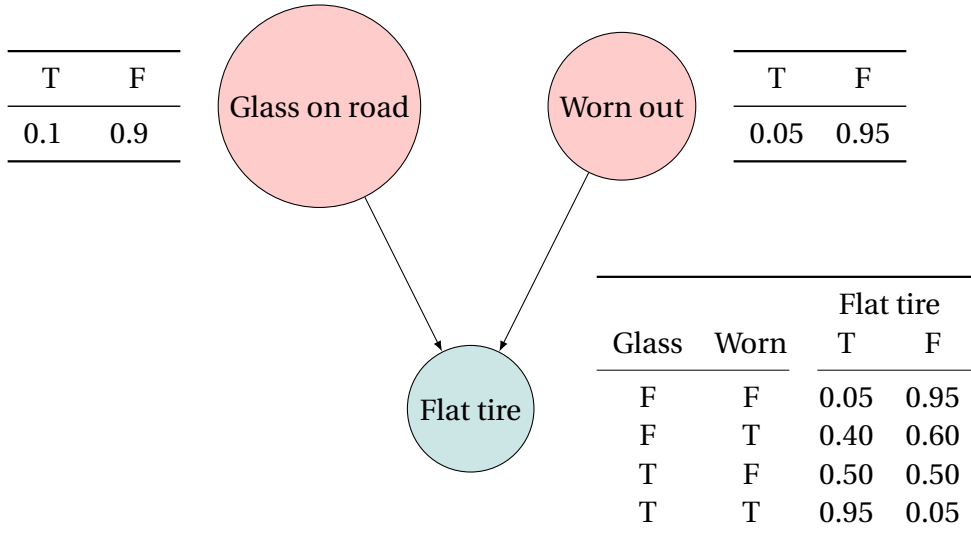 T F
0.1 0.9
Glass on road
Worn out
T F
0.05 0.95
Flat tire
Flat tire
Glass Worn T F
F F 0.05 0.95
F T 0.40 0.60
T F 0.50 0.50
T T 0.95 0.05